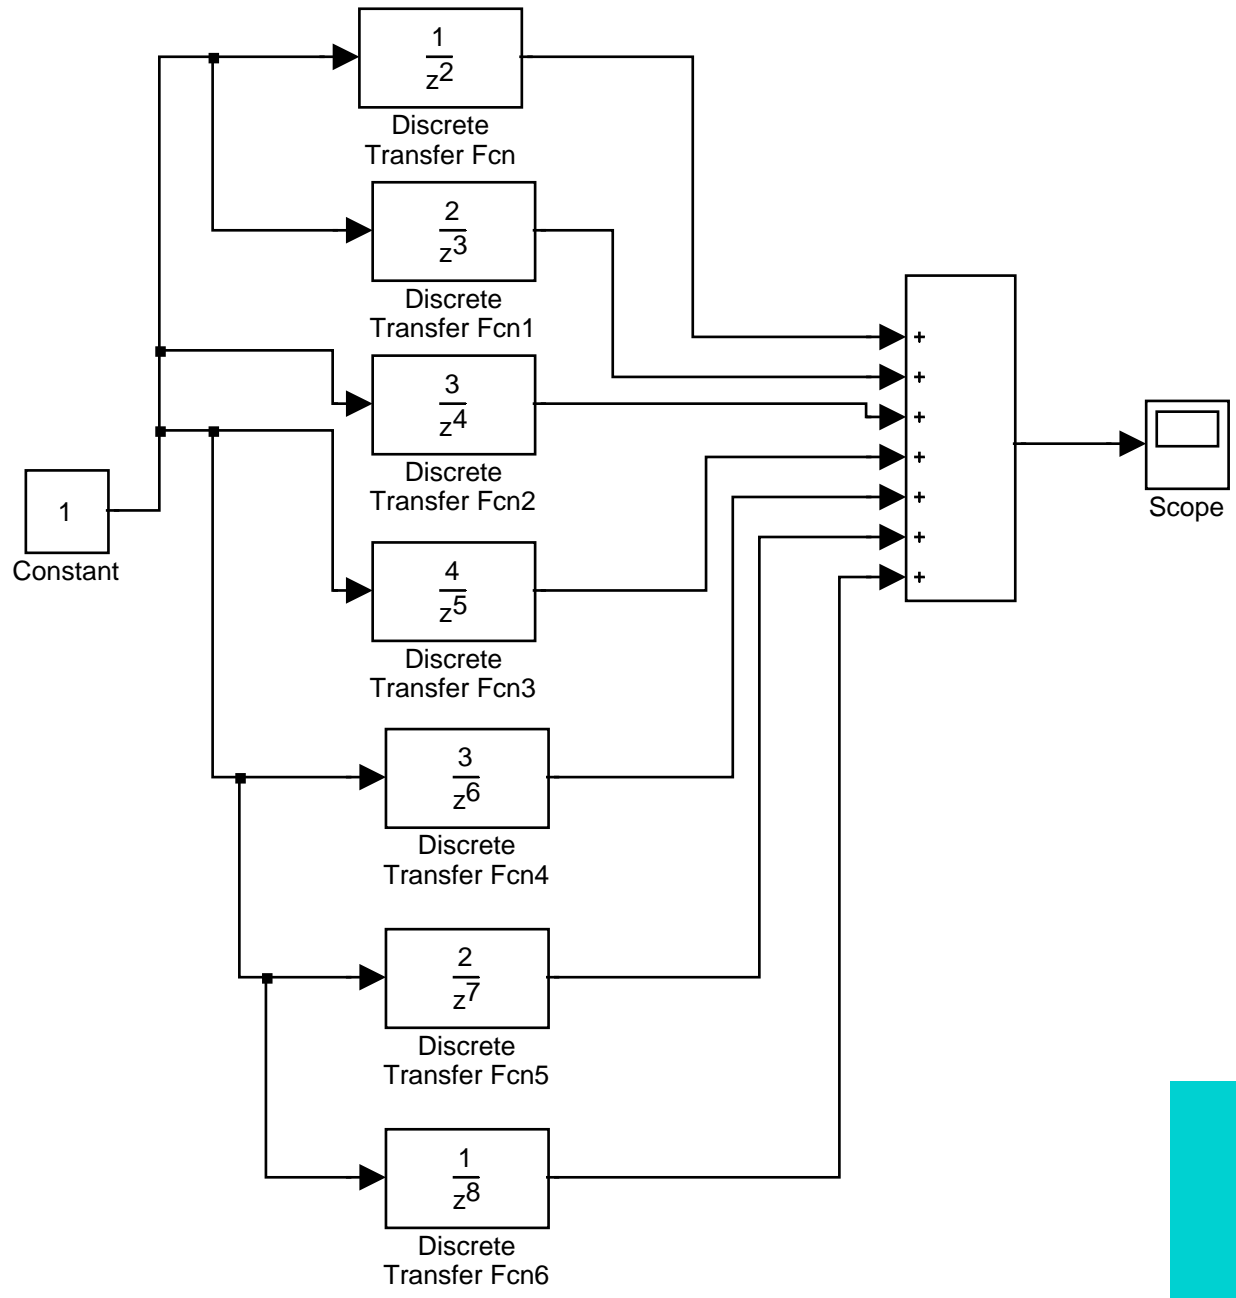 1
z2
Discrete
Transfer Fcn
2
z3
Discrete
Transfer Fcn1
3
z4
Discrete
Transfer Fcn2
1
Constant
4
z5
Discrete
Transfer Fcn3
3
z6
Discrete
Transfer Fcn4
2
z7
Discrete
Transfer Fcn5
1
z8
Discrete
Transfer Fcn6
+
+
+
+
+
+
+
Scope